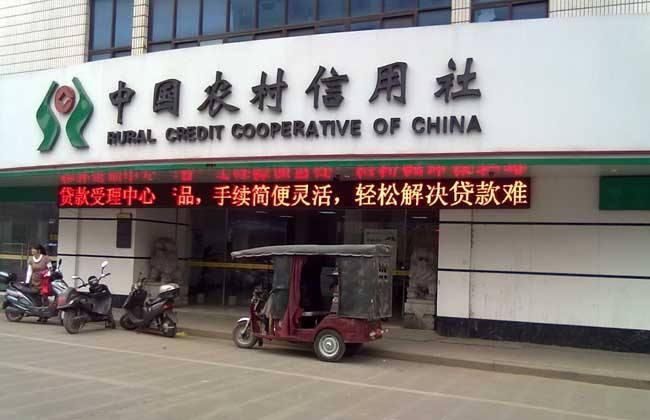 中国农村信用社
RURAL CREDIT COOPERATIVE OF CHINA
贷款受理中心 产品，手续简便灵活，轻松解决贷款难